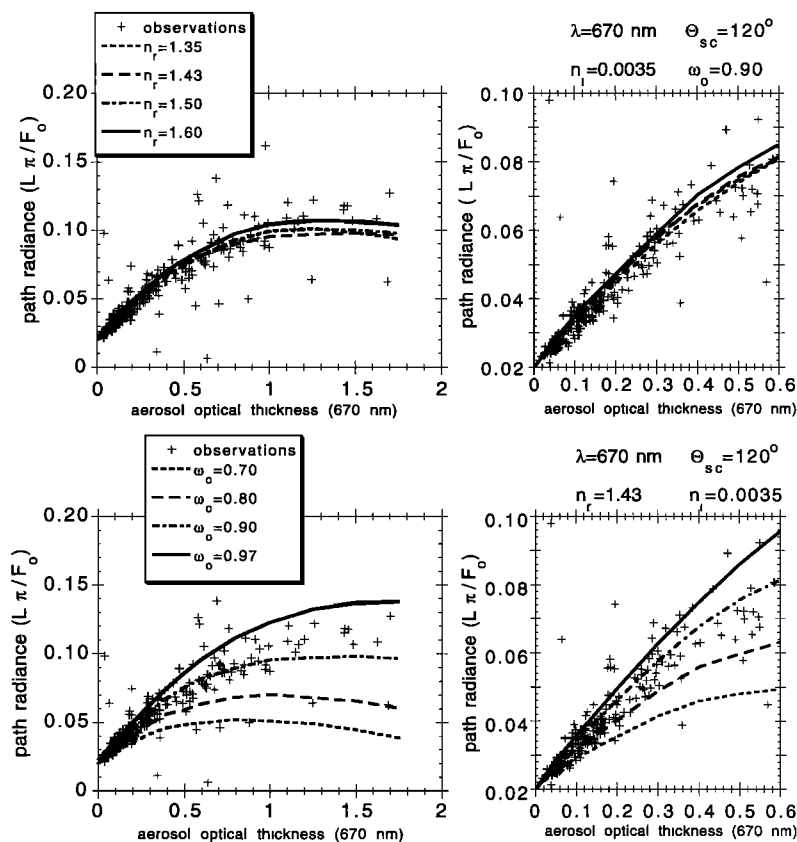 + observations
n_r=1.35
n_r=1.43
n_r=1.50
n_r=1.60
λ=670 nm Θ_sc=120°
n_i=0.0035 ω_o=0.90
path radiance (L π/F_o)
0.20
0.15
0.10
0.05
0
0 0.5 1 1.5 2
aerosol optical thickness (670 nm)
path radiance (L π/F_o)
0.10
0.08
0.06
0.04
0.02
0 0.1 0.2 0.3 0.4 0.5 0.6
aerosol optical thickness (670 nm)
+ observations
ω_o=0.70
ω_o=0.80
ω_o=0.90
ω_o=0.97
λ=670 nm Θ_sc=120°
n_r=1.43 n_i=0.0035
path radiance (L π/F_o)
0.20
0.15
0.10
0.05
0
0 0.5 1 1.5 2
aerosol optical thickness (670 nm)
path radiance (L π/F_o)
0.10
0.08
0.06
0.04
0.02
0 0.1 0.2 0.3 0.4 0.5 0.6
aerosol optical thickness (670 nm)